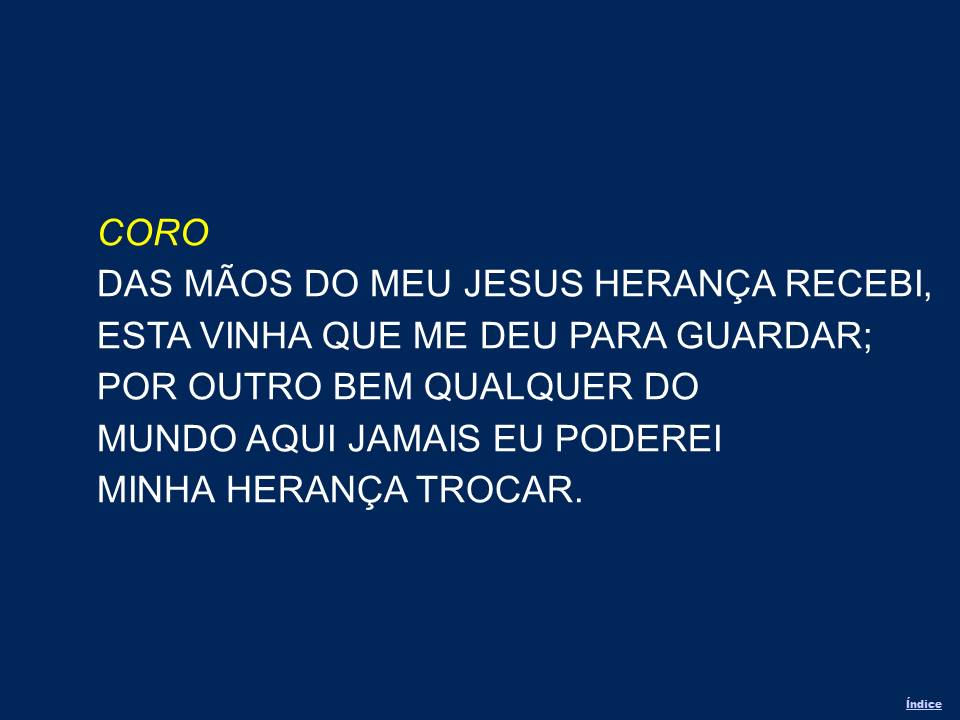 CORO
DAS MÃOS DO MEU JESUS HERANÇA RECEBI,
ESTA VINHA QUE ME DEU PARA GUARDAR;
POR OUTRO BEM QUALQUER DO
MUNDO AQUI JAMAIS EU PODEREI
MINHA HERANÇA TROCAR.
Índice